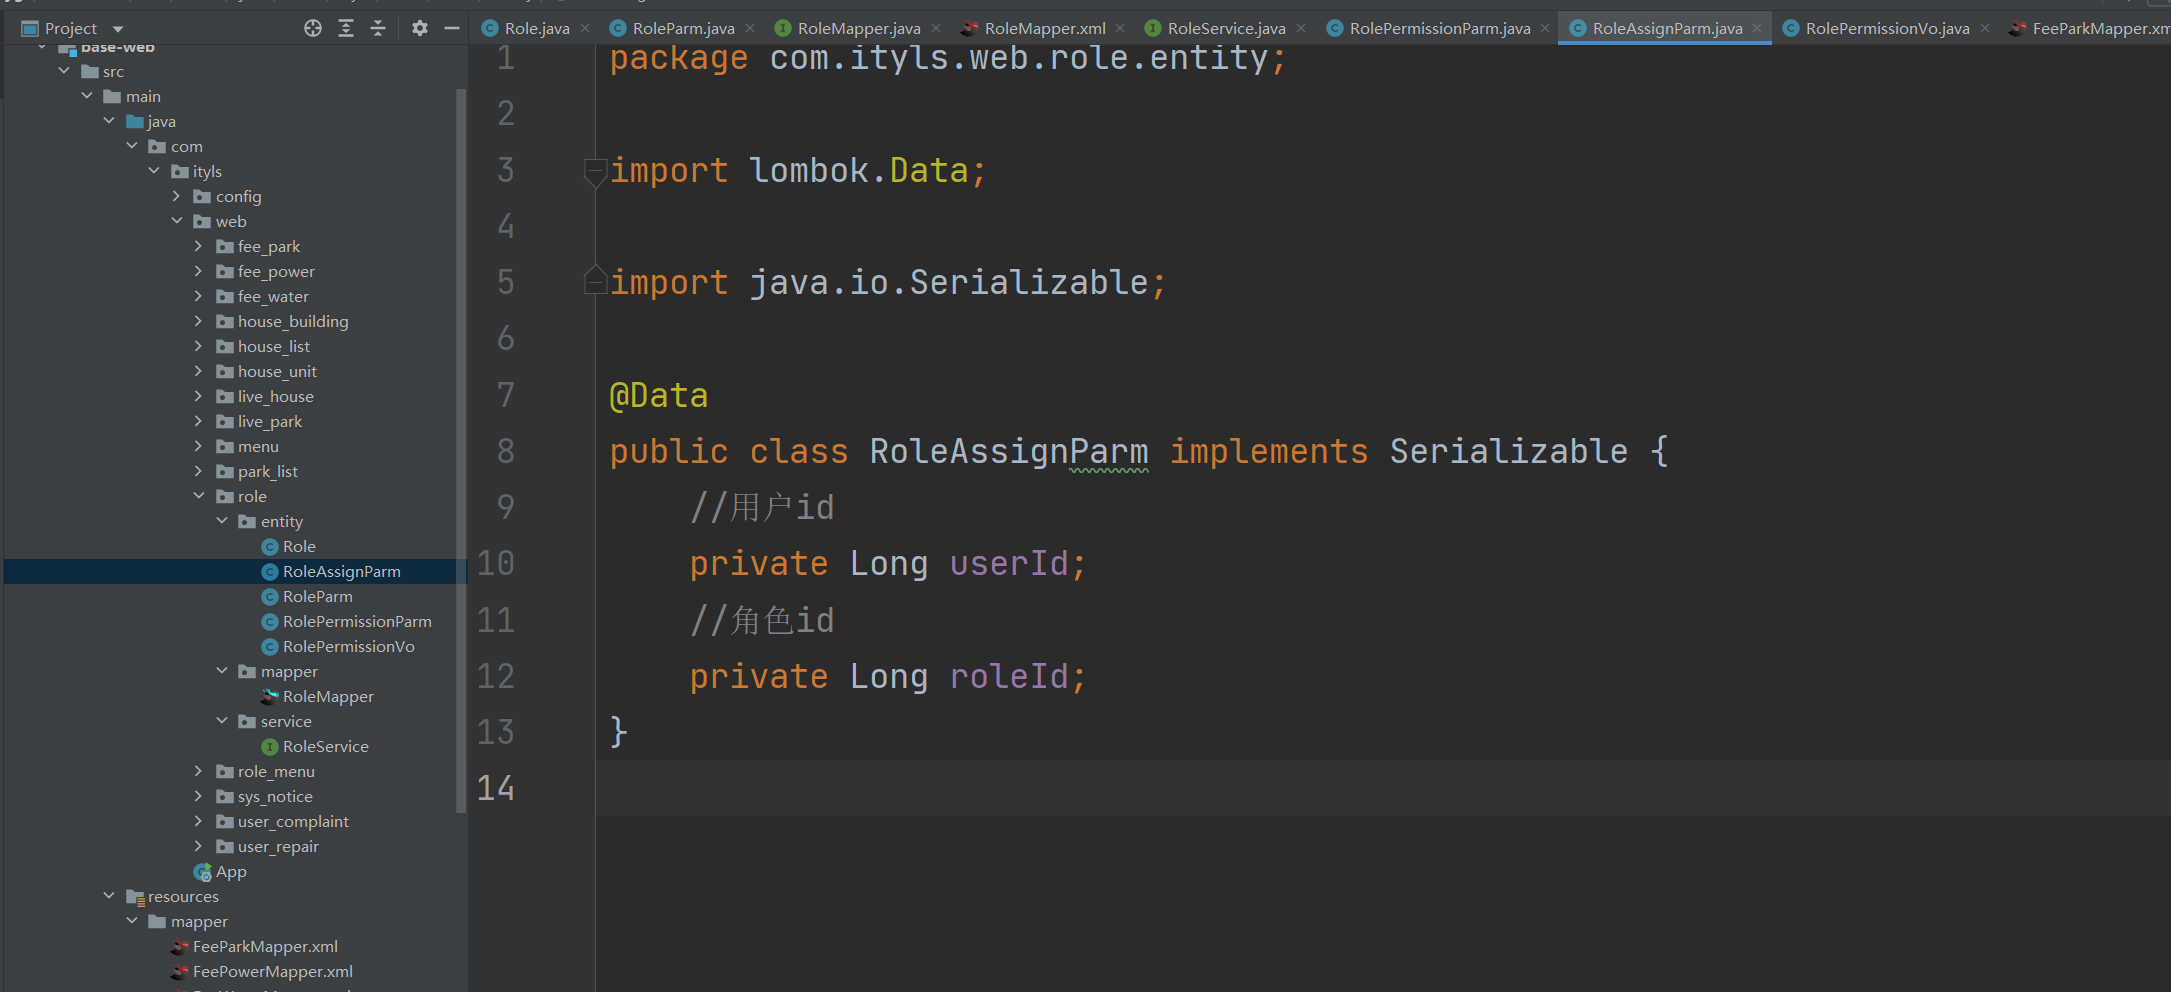 Project
Role.java
RoleParm.java
RoleMapper.java
RoleMapper.xml
RoleService.java
RolePermissionParm.java
RoleAssignParm.java
RolePermissionVo.java
FeeParkMapper.xm
base-web
src
main
java
com
ityls
config
web
fee_park
fee_power
fee_water
house_building
house_list
house_unit
live_house
live_park
menu
park_list
role
entity
Role
RoleAssignParm
RoleParm
RolePermissionParm
RolePermissionVo
mapper
RoleMapper
service
RoleService
role_menu
sys_notice
user_complaint
user_repair
App
resources
mapper
FeeParkMapper.xml
FeePowerMapper.xml
1 package com.ityls.web.role.entity;
2
3 import lombok.Data;
4
5 import java.io.Serializable;
6
7 @Data
8 public class RoleAssignParm implements Serializable {
9 //用户id
10 private Long userId;
11 //角色id
12 private Long roleId;
13 }
14